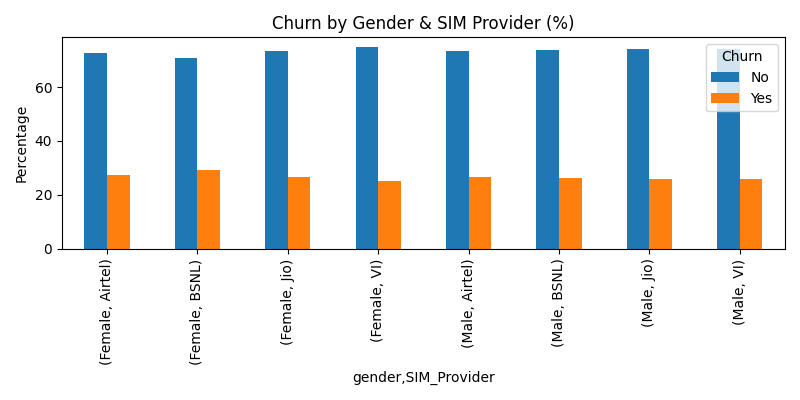 Churn by Gender & SIM Provider (%)
Churn
No
Yes
Percentage
60
40
20
0
(Female, Airtel)
(Female, BSNL)
(Female, Jio)
(Female, VI)
(Male, Airtel)
(Male, BSNL)
(Male, Jio)
(Male, VI)
gender,SIM_Provider